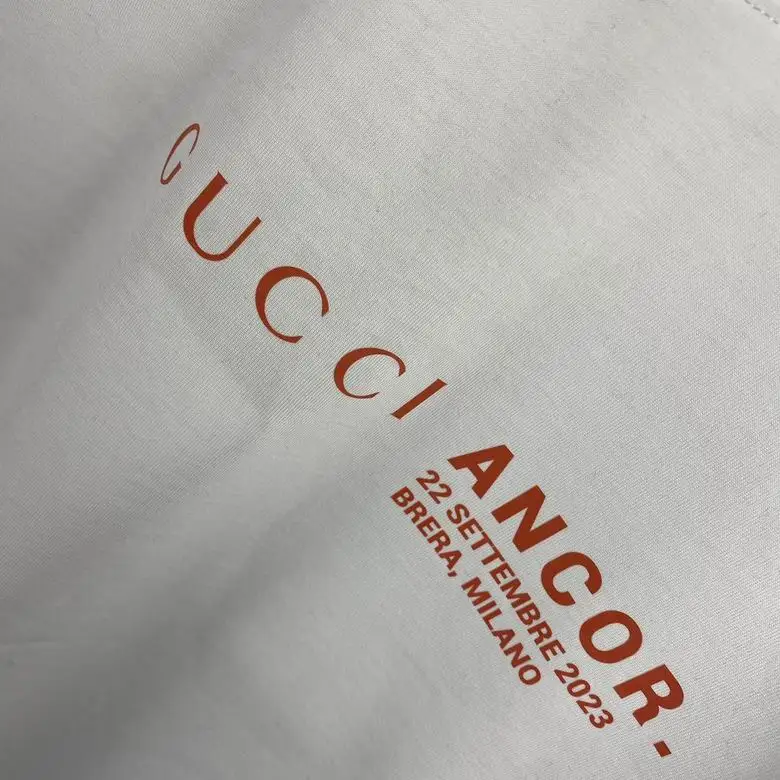 GUCCI
ANCOR-
22 SETTEMBRE 2023
BRERA, MILANO